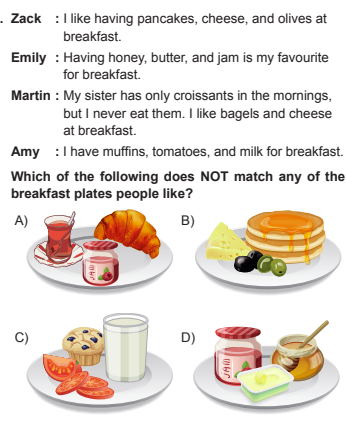 . Zack : I like having pancakes, cheese, and olives at
breakfast.
Emily : Having honey, butter, and jam is my favourite
for breakfast.
Martin : My sister has only croissants in the mornings,
but I never eat them. I like bagels and cheese
at breakfast.
Amy : I have muffins, tomatoes, and milk for breakfast.
Which of the following does NOT match any of the
breakfast plates people like?
A) B)
JAM
C) D)
JAM